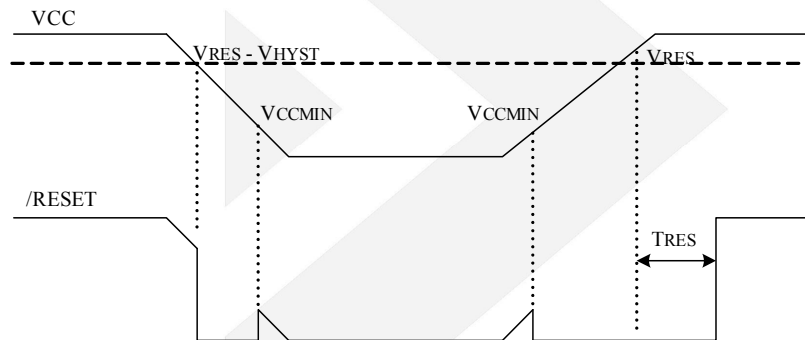 VCC
VRES - VHYST
VRES
VCCMIN
VCCMIN
/RESET
TRES